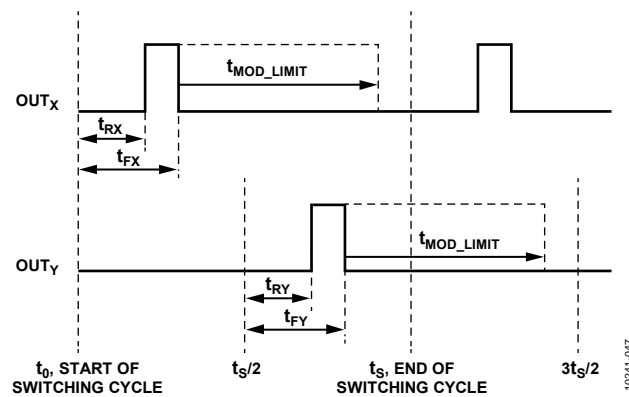 OUTX
tMOD_LIMIT
tRX
tFX
OUTY
tMOD_LIMIT
tRY
tFY
t0, START OF
SWITCHING CYCLE
tS/2
tS, END OF
SWITCHING CYCLE
3tS/2
10241-047